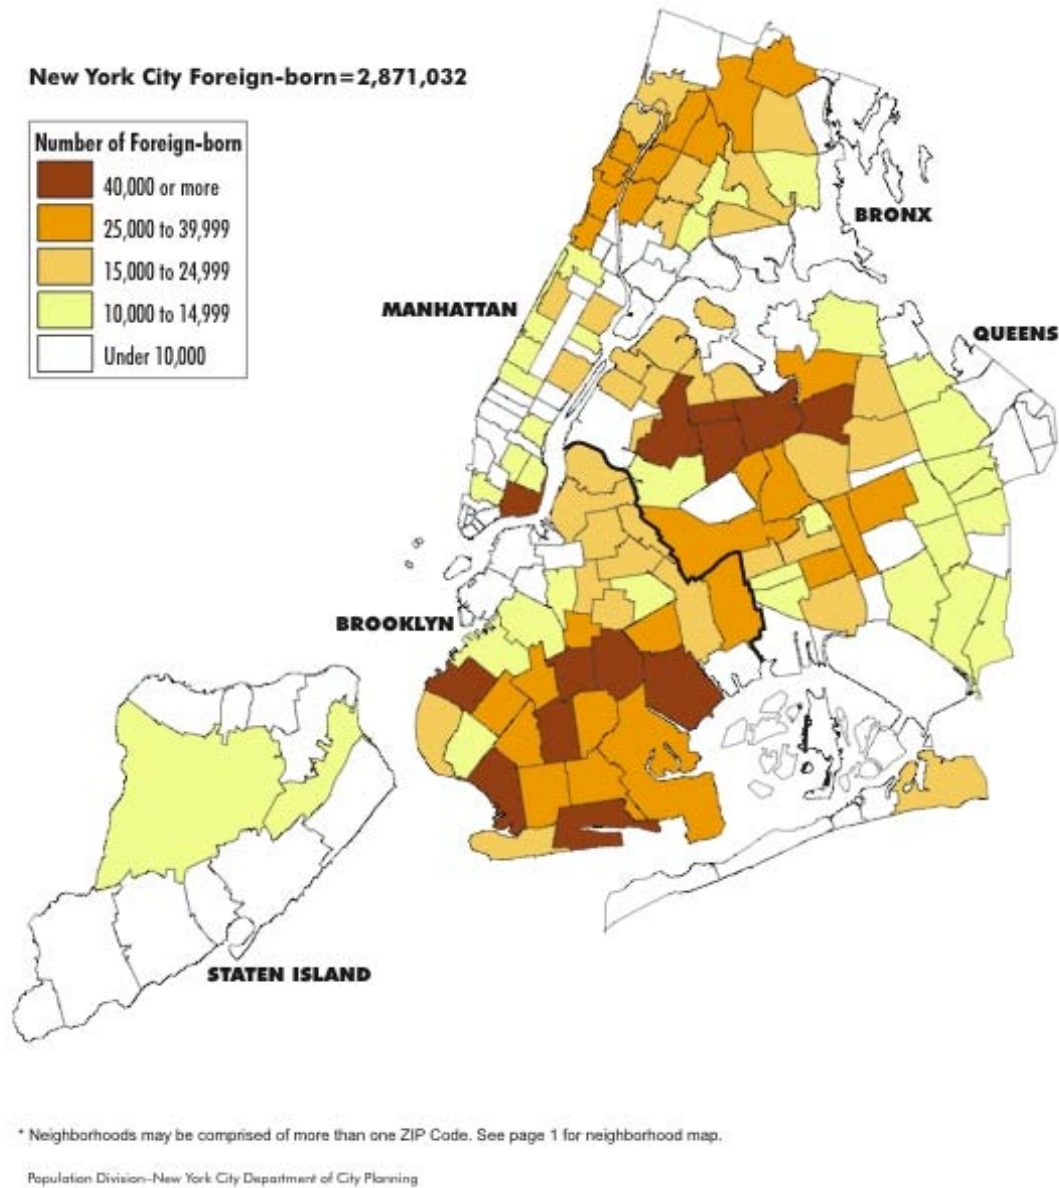 New York City Foreign-born=2,871,032
Number of Foreign-born
40,000 or more
25,000 to 39,999
15,000 to 24,999
10,000 to 14,999
Under 10,000
BRONX
MANHATTAN
QUEENS
BROOKLYN
STATEN ISLAND
* Neighborhoods may be comprised of more than one ZIP Code. See page 1 for neighborhood map.
Population Division–New York City Department of City Planning